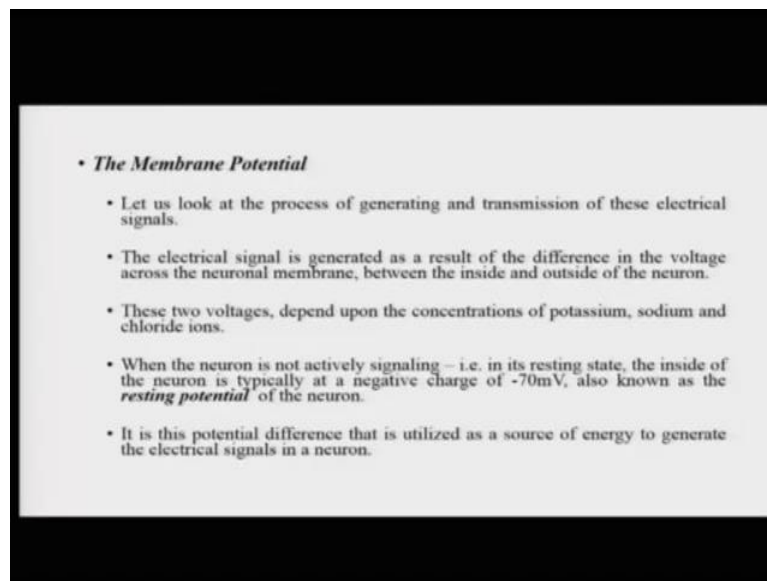 • The Membrane Potential
• Let us look at the process of generating and transmission of these electrical
signals.
• The electrical signal is generated as a result of the difference in the voltage
across the neuronal membrane, between the inside and outside of the neuron.
• These two voltages, depend upon the concentrations of potassium, sodium and
chloride ions.
• When the neuron is not actively signaling – i.e. in its resting state, the inside of
the neuron is typically at a negative charge of -70mV, also known as the
resting potential of the neuron.
• It is this potential difference that is utilized as a source of energy to generate
the electrical signals in a neuron.